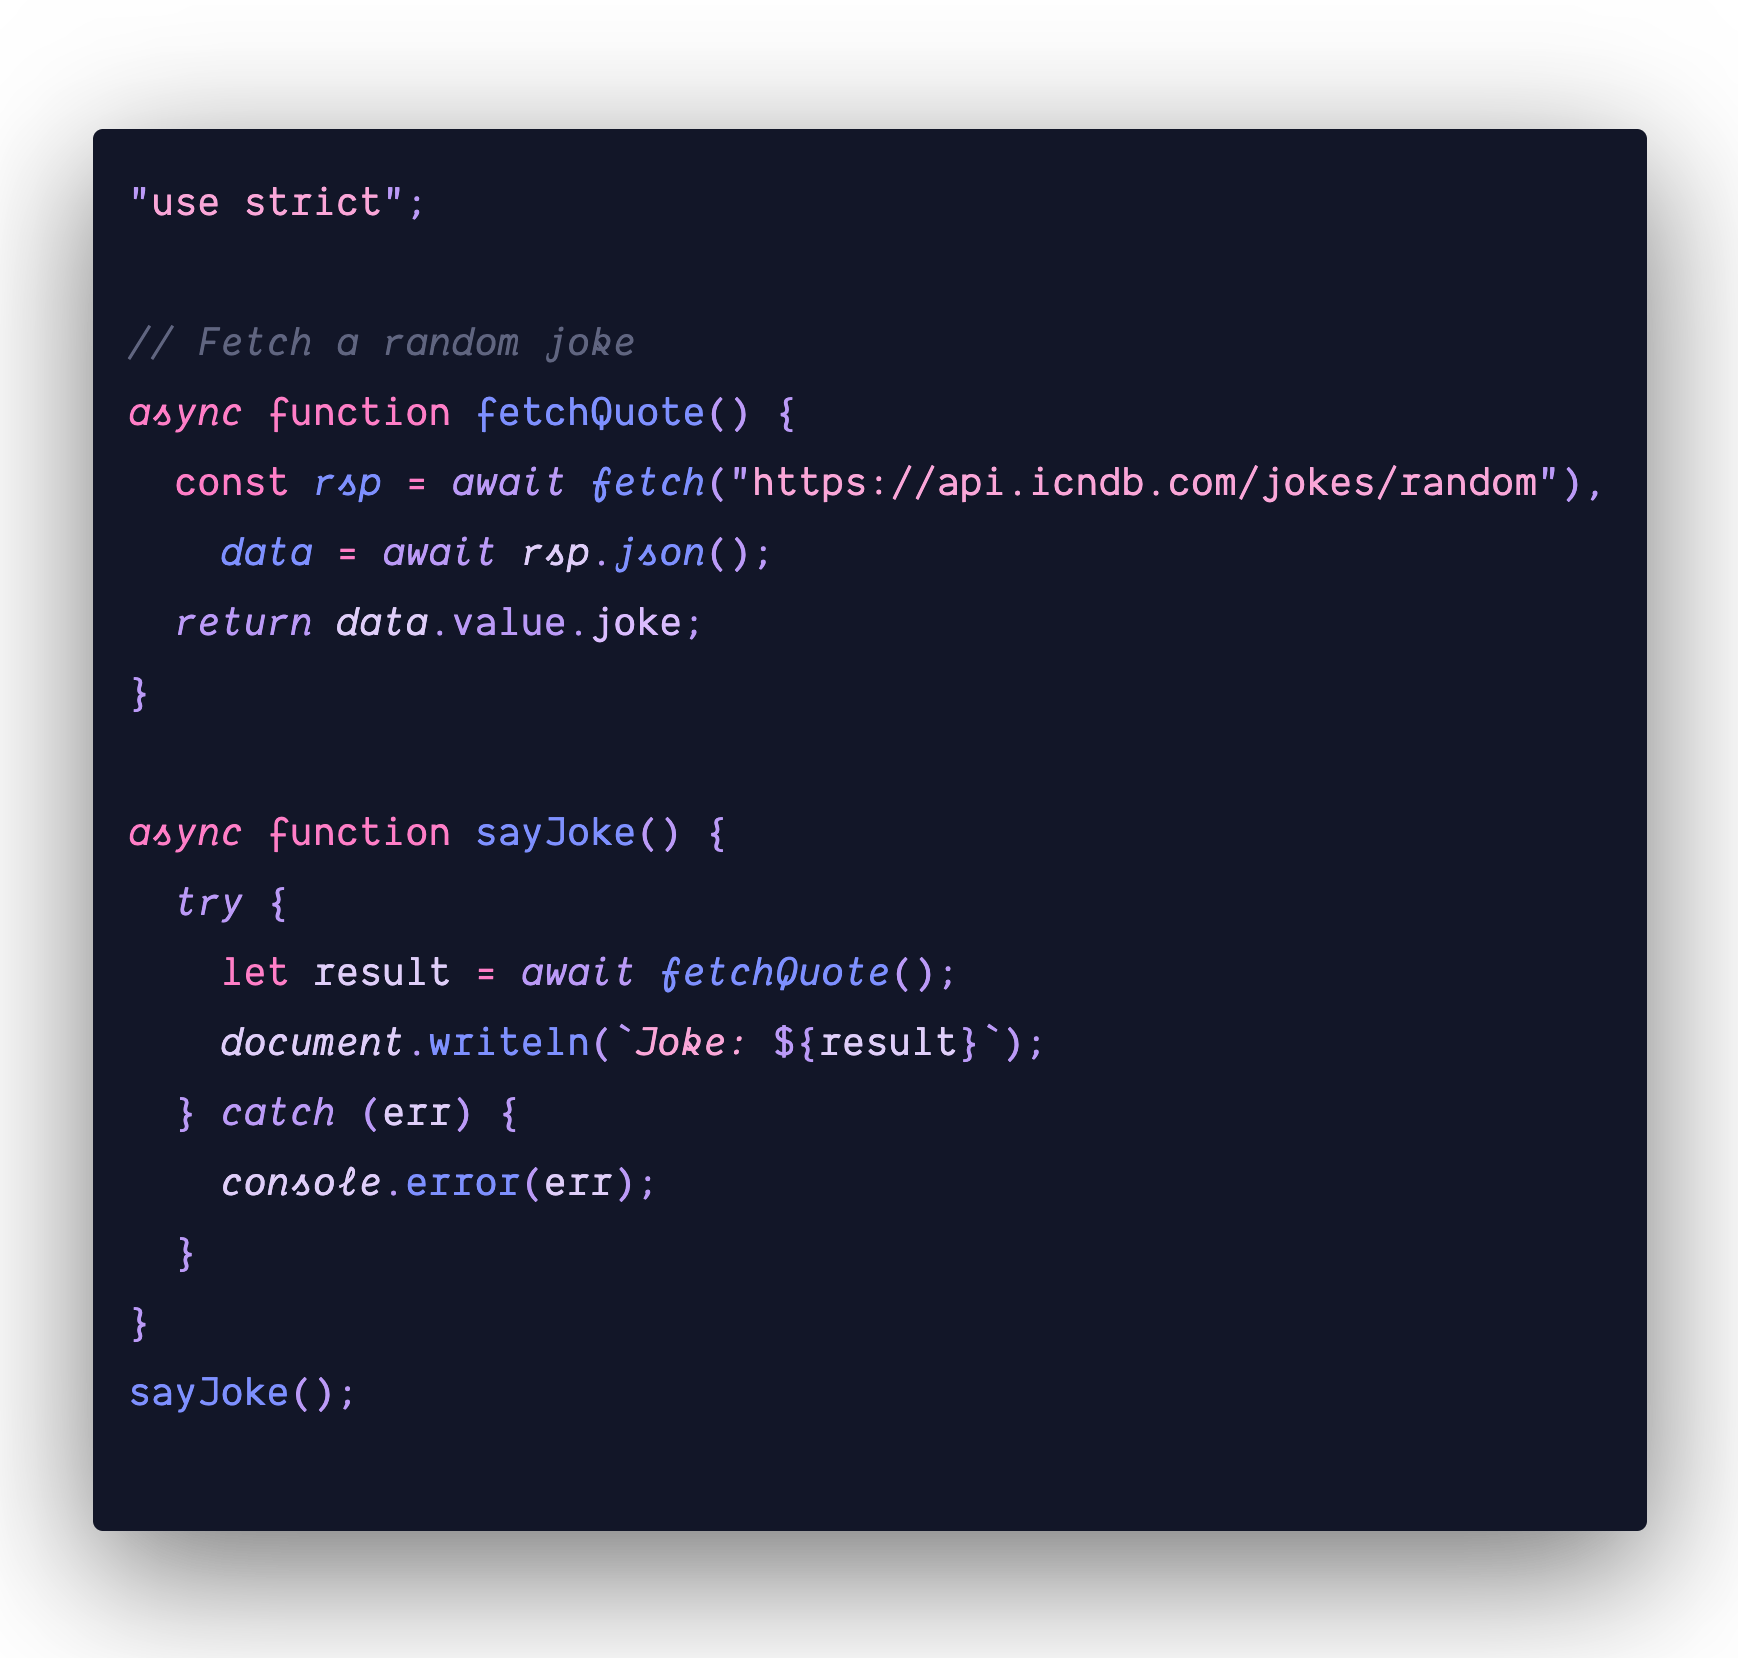 "use strict";

// Fetch a random joke
async function fetchQuote() {
  const rsp = await fetch("https://api.icndb.com/jokes/random"),
    data = await rsp.json();
  return data.value.joke;
}

async function sayJoke() {
  try {
    let result = await fetchQuote();
    document.writeln(`Joke: ${result}`);
  } catch (err) {
    console.error(err);
  }
}
sayJoke();